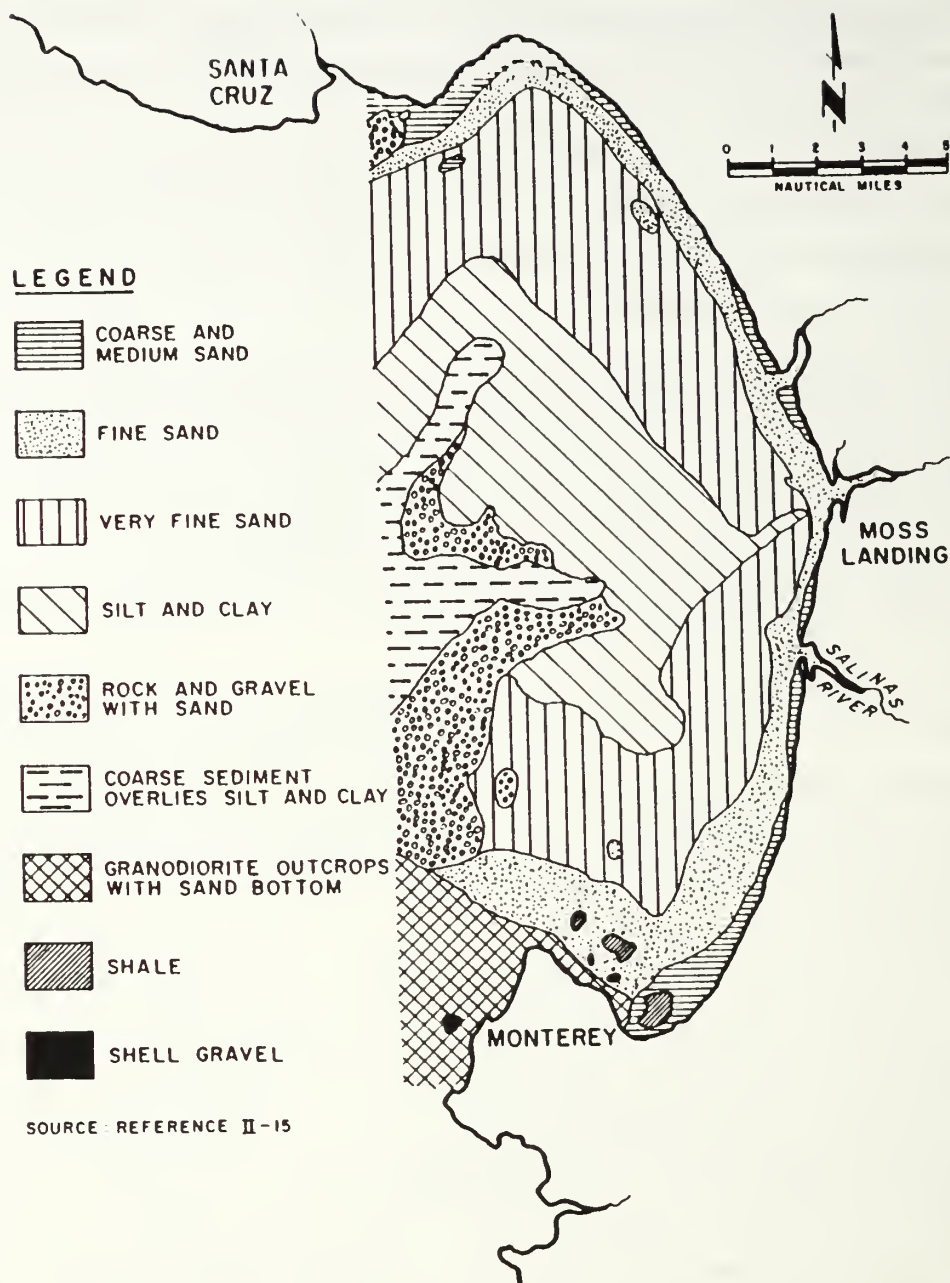 SANTA
CRUZ
N
0 1 2 3 4 5
NAUTICAL MILES
LEGEND
COARSE AND
MEDIUM SAND
FINE SAND
VERY FINE SAND
SILT AND CLAY
ROCK AND GRAVEL
WITH SAND
COARSE SEDIMENT
OVERLIES SILT AND CLAY
GRANODIORITE OUTCROPS
WITH SAND BOTTOM
SHALE
SHELL GRAVEL
SOURCE: REFERENCE II-15
MOSS
LANDING
SALINAS
RIVER
MONTEREY